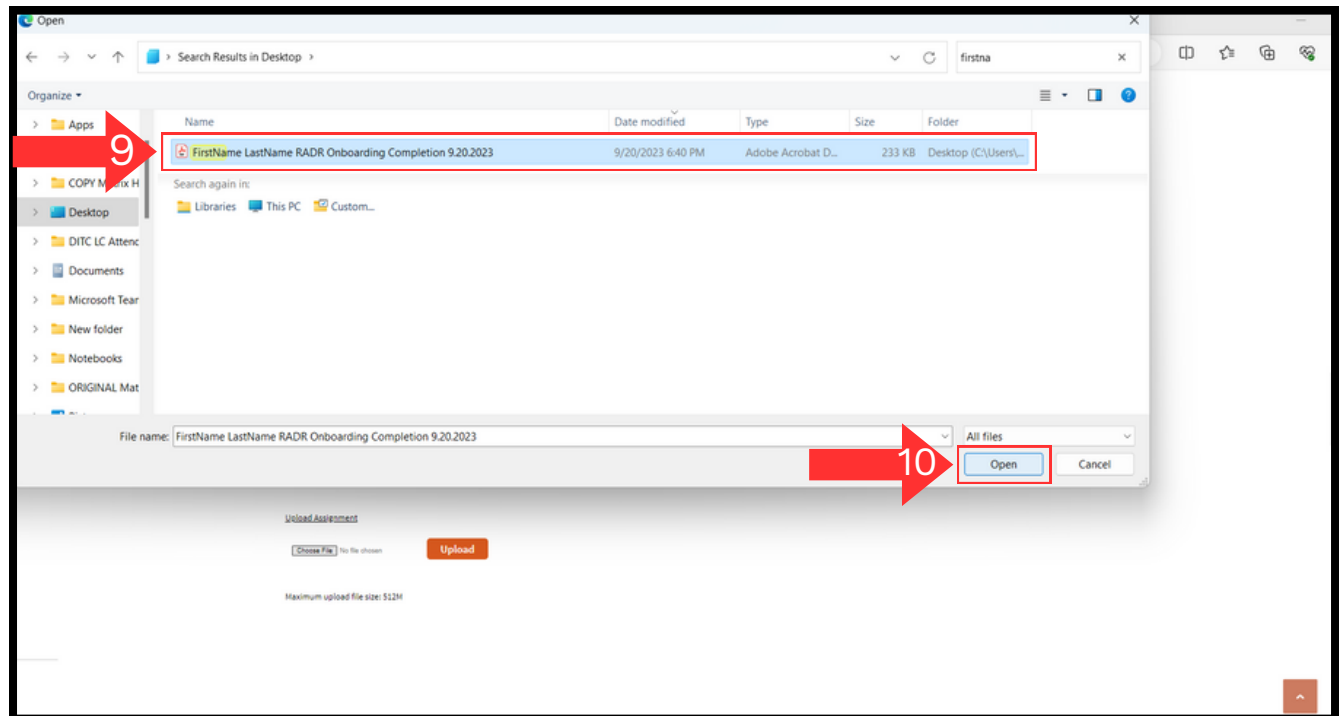 Open
Search Results in Desktop
firstna
Organize
Name Date modified Type Size Folder
Apps
9
FirstName LastName RADR Onboarding Completion 9.20.2023 9/20/2023 6:40 PM Adobe Acrobat D... 233 KB Desktop (C:\Users\...
COPY M rix H
Search again in:
Desktop
Libraries This PC Custom...
DITC LC Attenc
Documents
Microsoft Tear
New folder
Notebooks
ORIGINAL Mat
File name: FirstName LastName RADR Onboarding Completion 9.20.2023 All files
10
Open Cancel
Upload Assignment
Choose File No file chosen Upload
Maximum upload file size: 512M